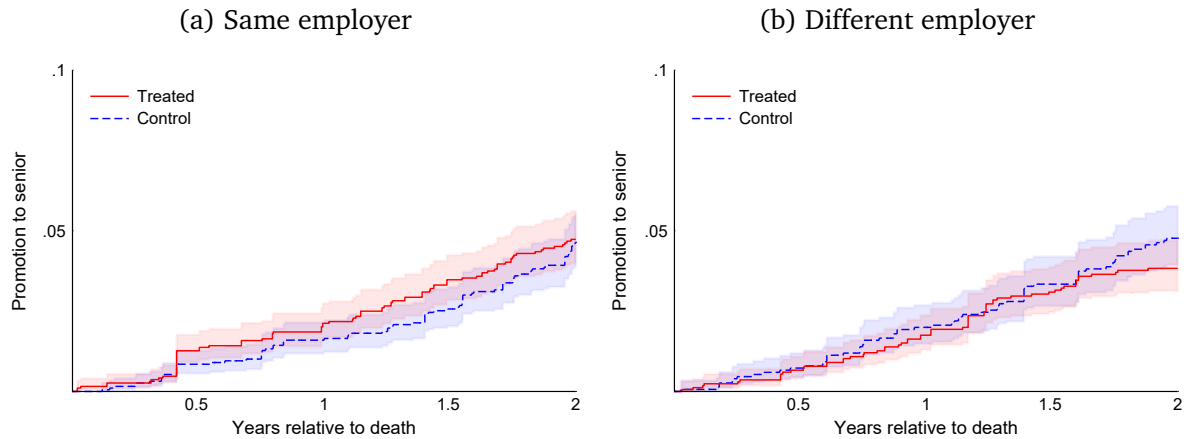 (a) Same employer
.1
Treated
Control
.05
Promotion to senior
0.5 1 1.5 2
Years relative to death
(b) Different employer
.1
Treated
Control
.05
Promotion to senior
0.5 1 1.5 2
Years relative to death